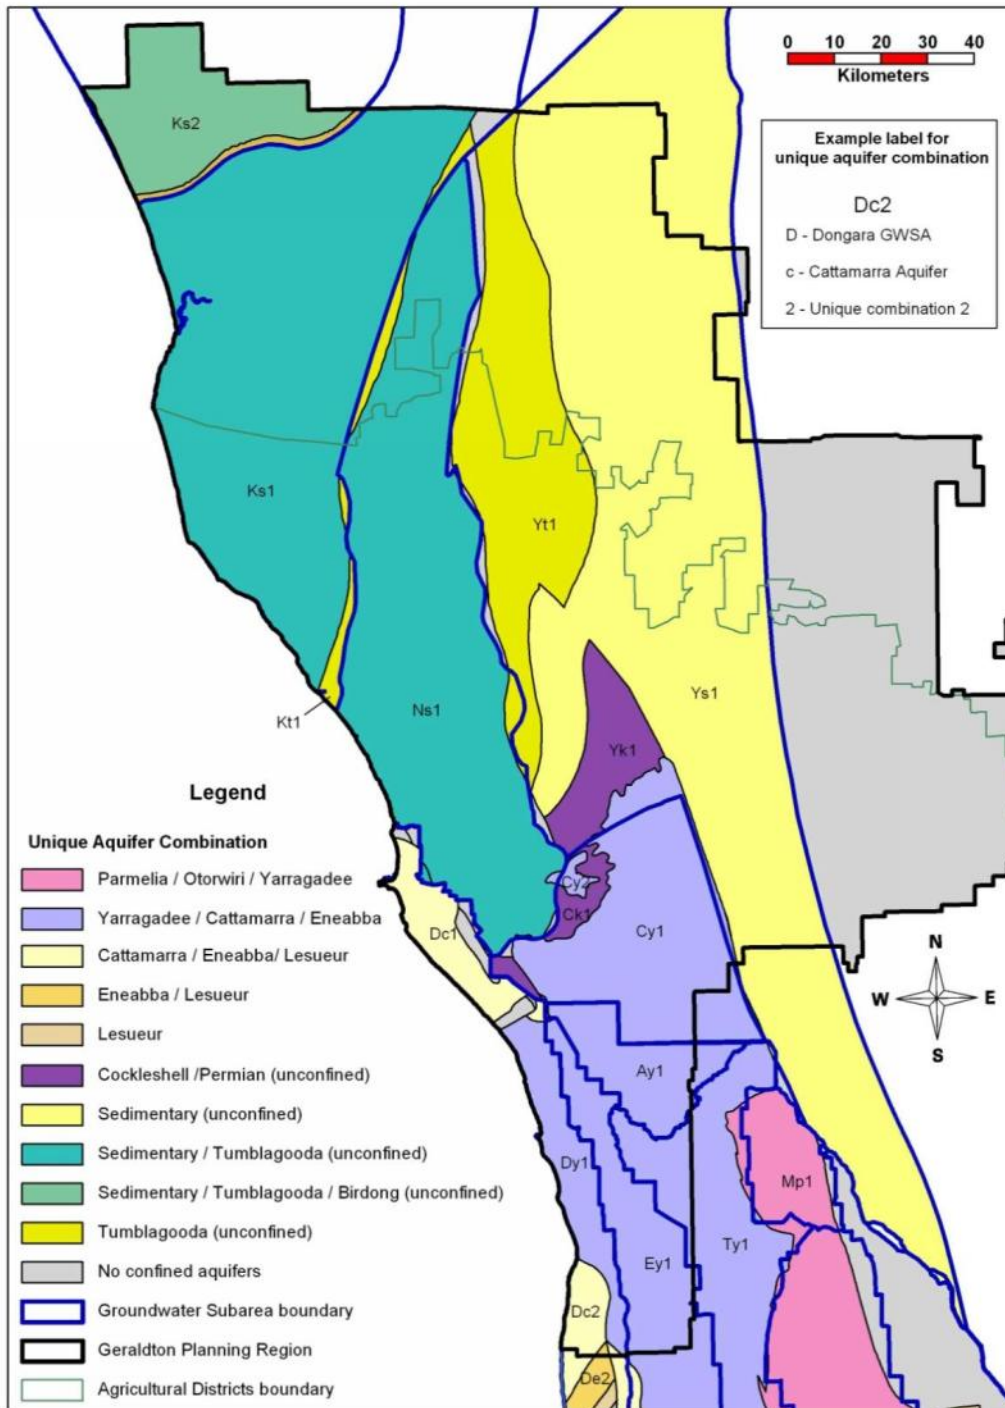 0 10 20 30 40
Kilometers
Example label for
unique aquifer combination
Dc2
D - Dongara GWSA
c - Cattamarra Aquifer
2 - Unique combination 2
Ks2
Ks1
Yt1
Ns1
Ys1
Kt1
Yk1
Cy2
Ck1
Dc1
Cy1
N
W E
S
Ay1
Dy1
Mp1
Ty1
Ey1
Dc2
De2
Legend
Unique Aquifer Combination
Parmelia / Otorwiri / Yarragadee
Yarragadee / Cattamarra / Eneabba
Cattamarra / Eneabba/ Lesueur
Eneabba / Lesueur
Lesueur
Cockleshell /Permian (unconfined)
Sedimentary (unconfined)
Sedimentary / Tumblagooda (unconfined)
Sedimentary / Tumblagooda / Birdong (unconfined)
Tumblagooda (unconfined)
No confined aquifers
Groundwater Subarea boundary
Geraldton Planning Region
Agricultural Districts boundary